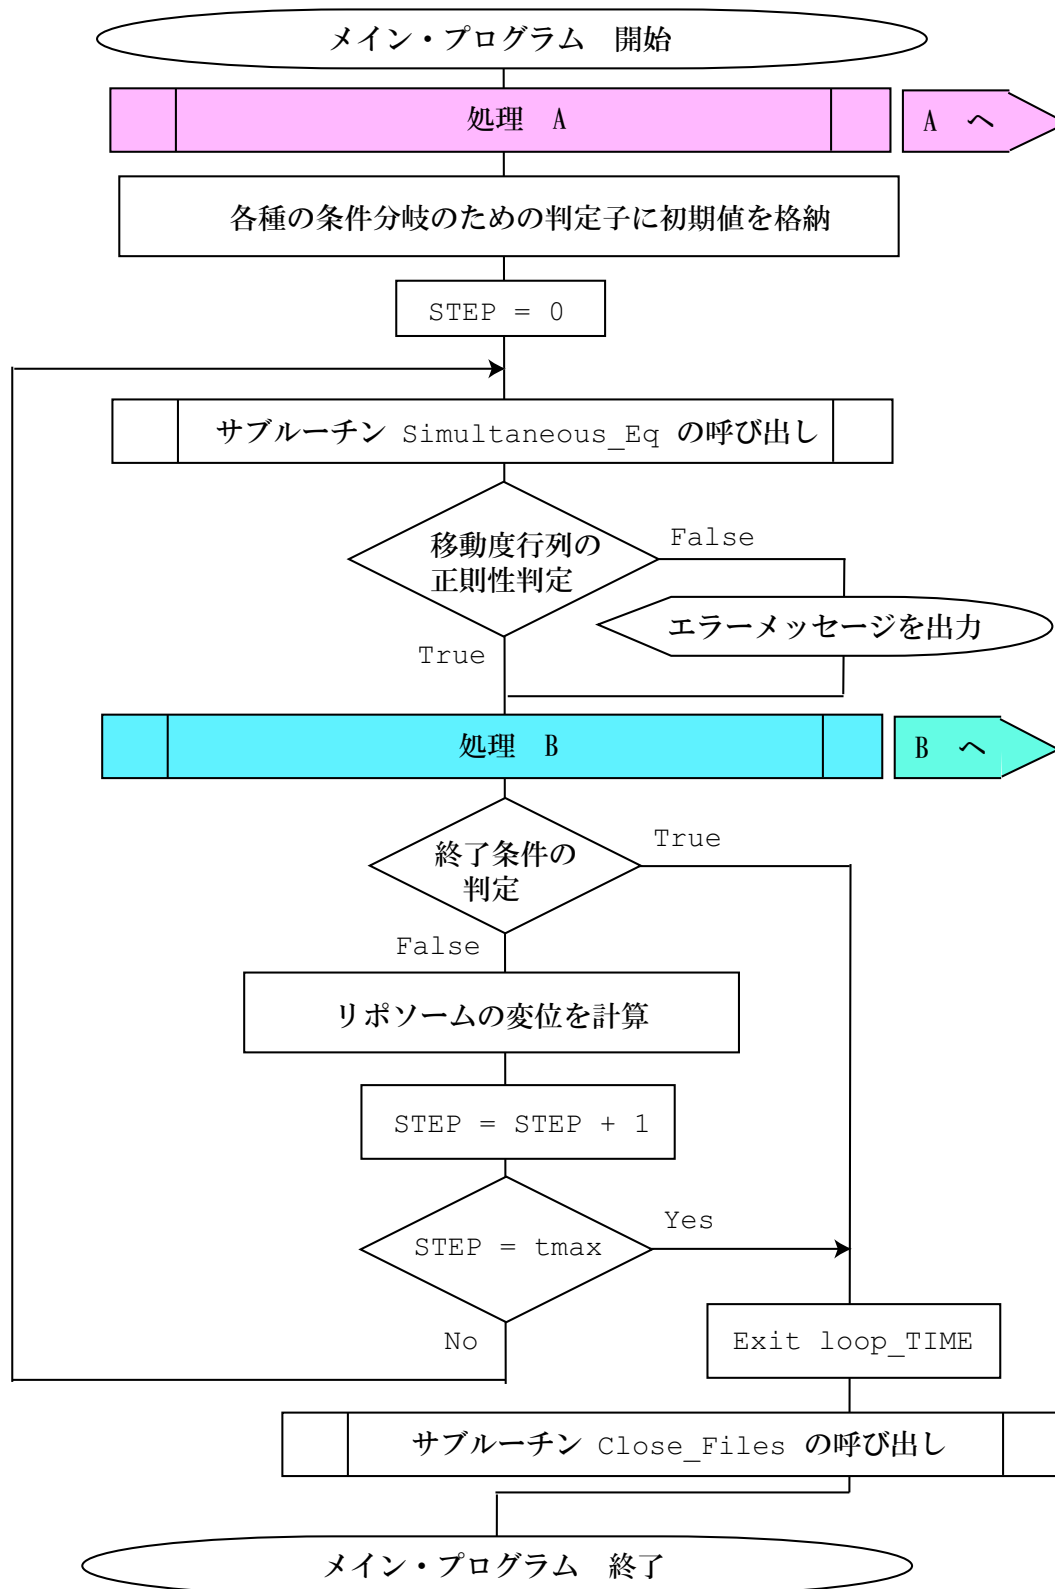 メイン・プログラム　開始
処理　A
A　へ
各種の条件分岐のための判定子に初期値を格納
STEP = 0
サブルーチン Simultaneous_Eq の呼び出し
移動度行列の
正則性判定
False
エラーメッセージを出力
True
処理　B
B　へ
終了条件の
判定
True
False
リポソームの変位を計算
STEP = STEP + 1
STEP = tmax
Yes
No
Exit loop_TIME
サブルーチン Close_Files の呼び出し
メイン・プログラム　終了